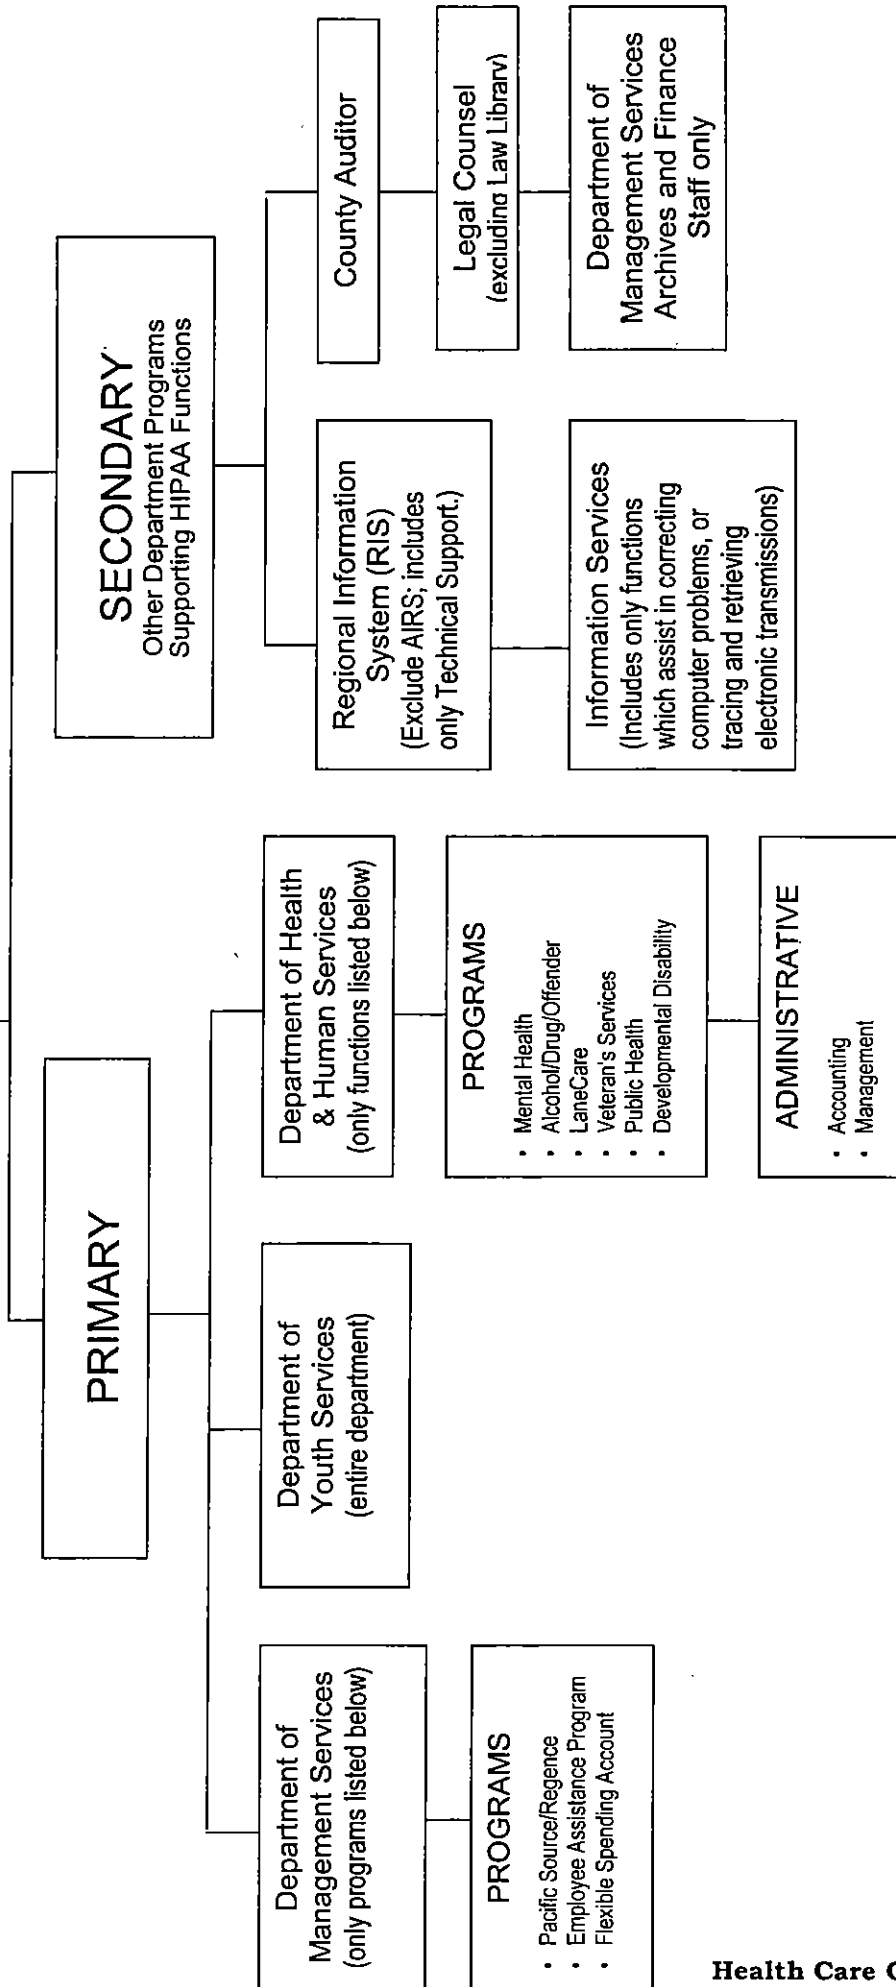 PRIMARY
Department of
Management Services
(only programs listed below)
PROGRAMS
• Pacific Source/Regence
• Employee Assistance Program
• Flexible Spending Account
Department of
Youth Services
(entire department)
Department of Health
& Human Services
(only functions listed below)
PROGRAMS
• Mental Health
• Alcohol/Drug/Offender
• LaneCare
• Veteran's Services
• Public Health
• Developmental Disability
ADMINISTRATIVE
• Accounting
• Management
SECONDARY
Other Department Programs
Supporting HIPAA Functions
Regional Information
System (RIS)
(Exclude AIRS; includes
only Technical Support.)
Information Services
(Includes only functions
which assist in correcting
computer problems, or
tracing and retrieving
electronic transmissions)
County Auditor
Legal Counsel
(excluding Law Library)
Department of
Management Services
Archives and Finance
Staff only
Health Care